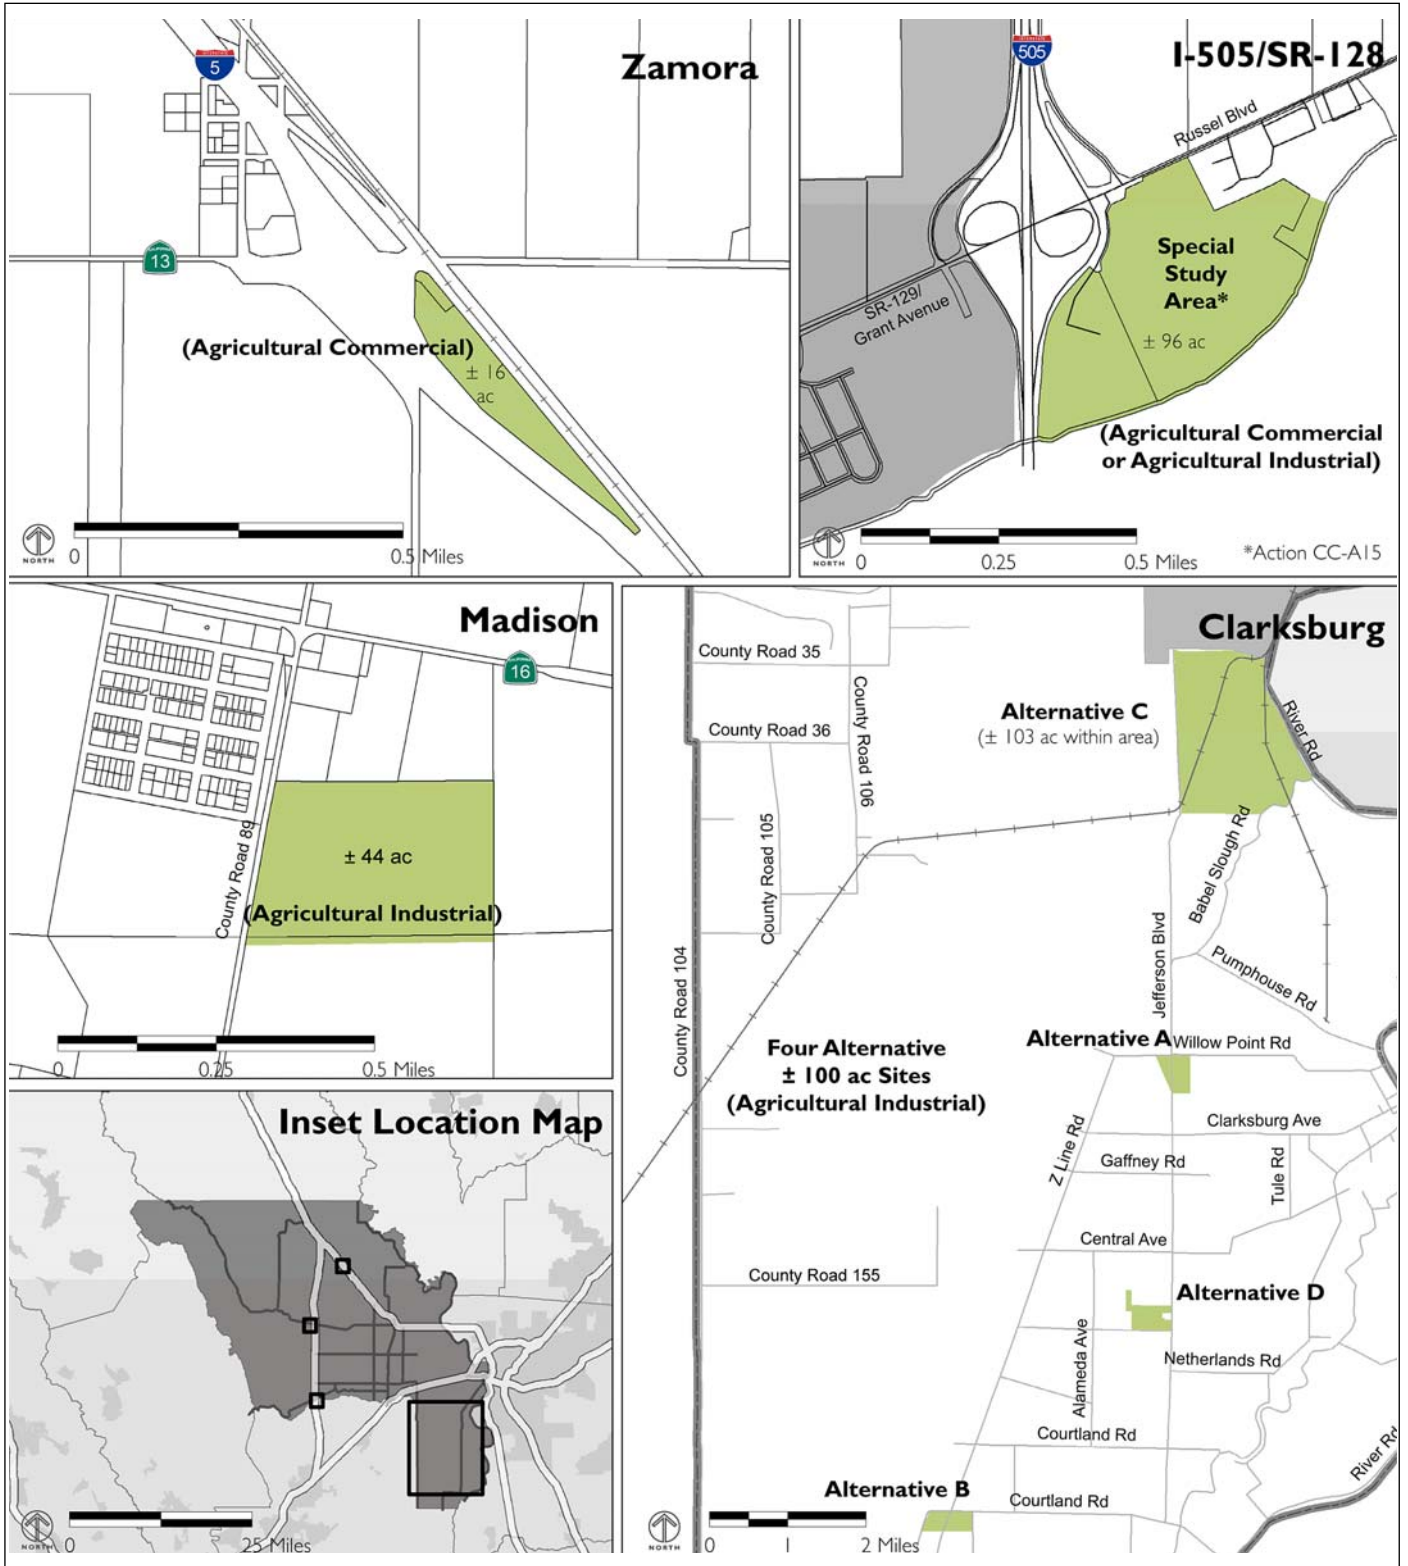 Zamora
INTERSTATE
5
CALIFORNIA
13
(Agricultural Commercial)
± 16
ac
NORTH
0
0.5 Miles
I-505/SR-128
INTERSTATE
505
Russel Blvd
Special
Study
Area*
± 96 ac
SR-129/
Grant Avenue
(Agricultural Commercial
or Agricultural Industrial)
NORTH
0
0.25
0.5 Miles
*Action CC-A15
Madison
CALIFORNIA
16
± 44 ac
County Road 89
(Agricultural Industrial)
0
0.25
0.5 Miles
Inset Location Map
NORTH
0
25 Miles
Clarksburg
County Road 35
County Road 36
County Road 106
County Road 105
County Road 104
Alternative C
(± 103 ac within area)
River Rd
Babel Slough Rd
Jefferson Blvd
Pumphouse Rd
Alternative A
Willow Point Rd
Four Alternative
± 100 ac Sites
(Agricultural Industrial)
Clarksburg Ave
Z Line Rd
Gaffney Rd
Tule Rd
Central Ave
County Road 155
Alternative D
Alameda Ave
Netherlands Rd
Courtland Rd
River Rd
Alternative B
Courtland Rd
NORTH
0
1
2 Miles